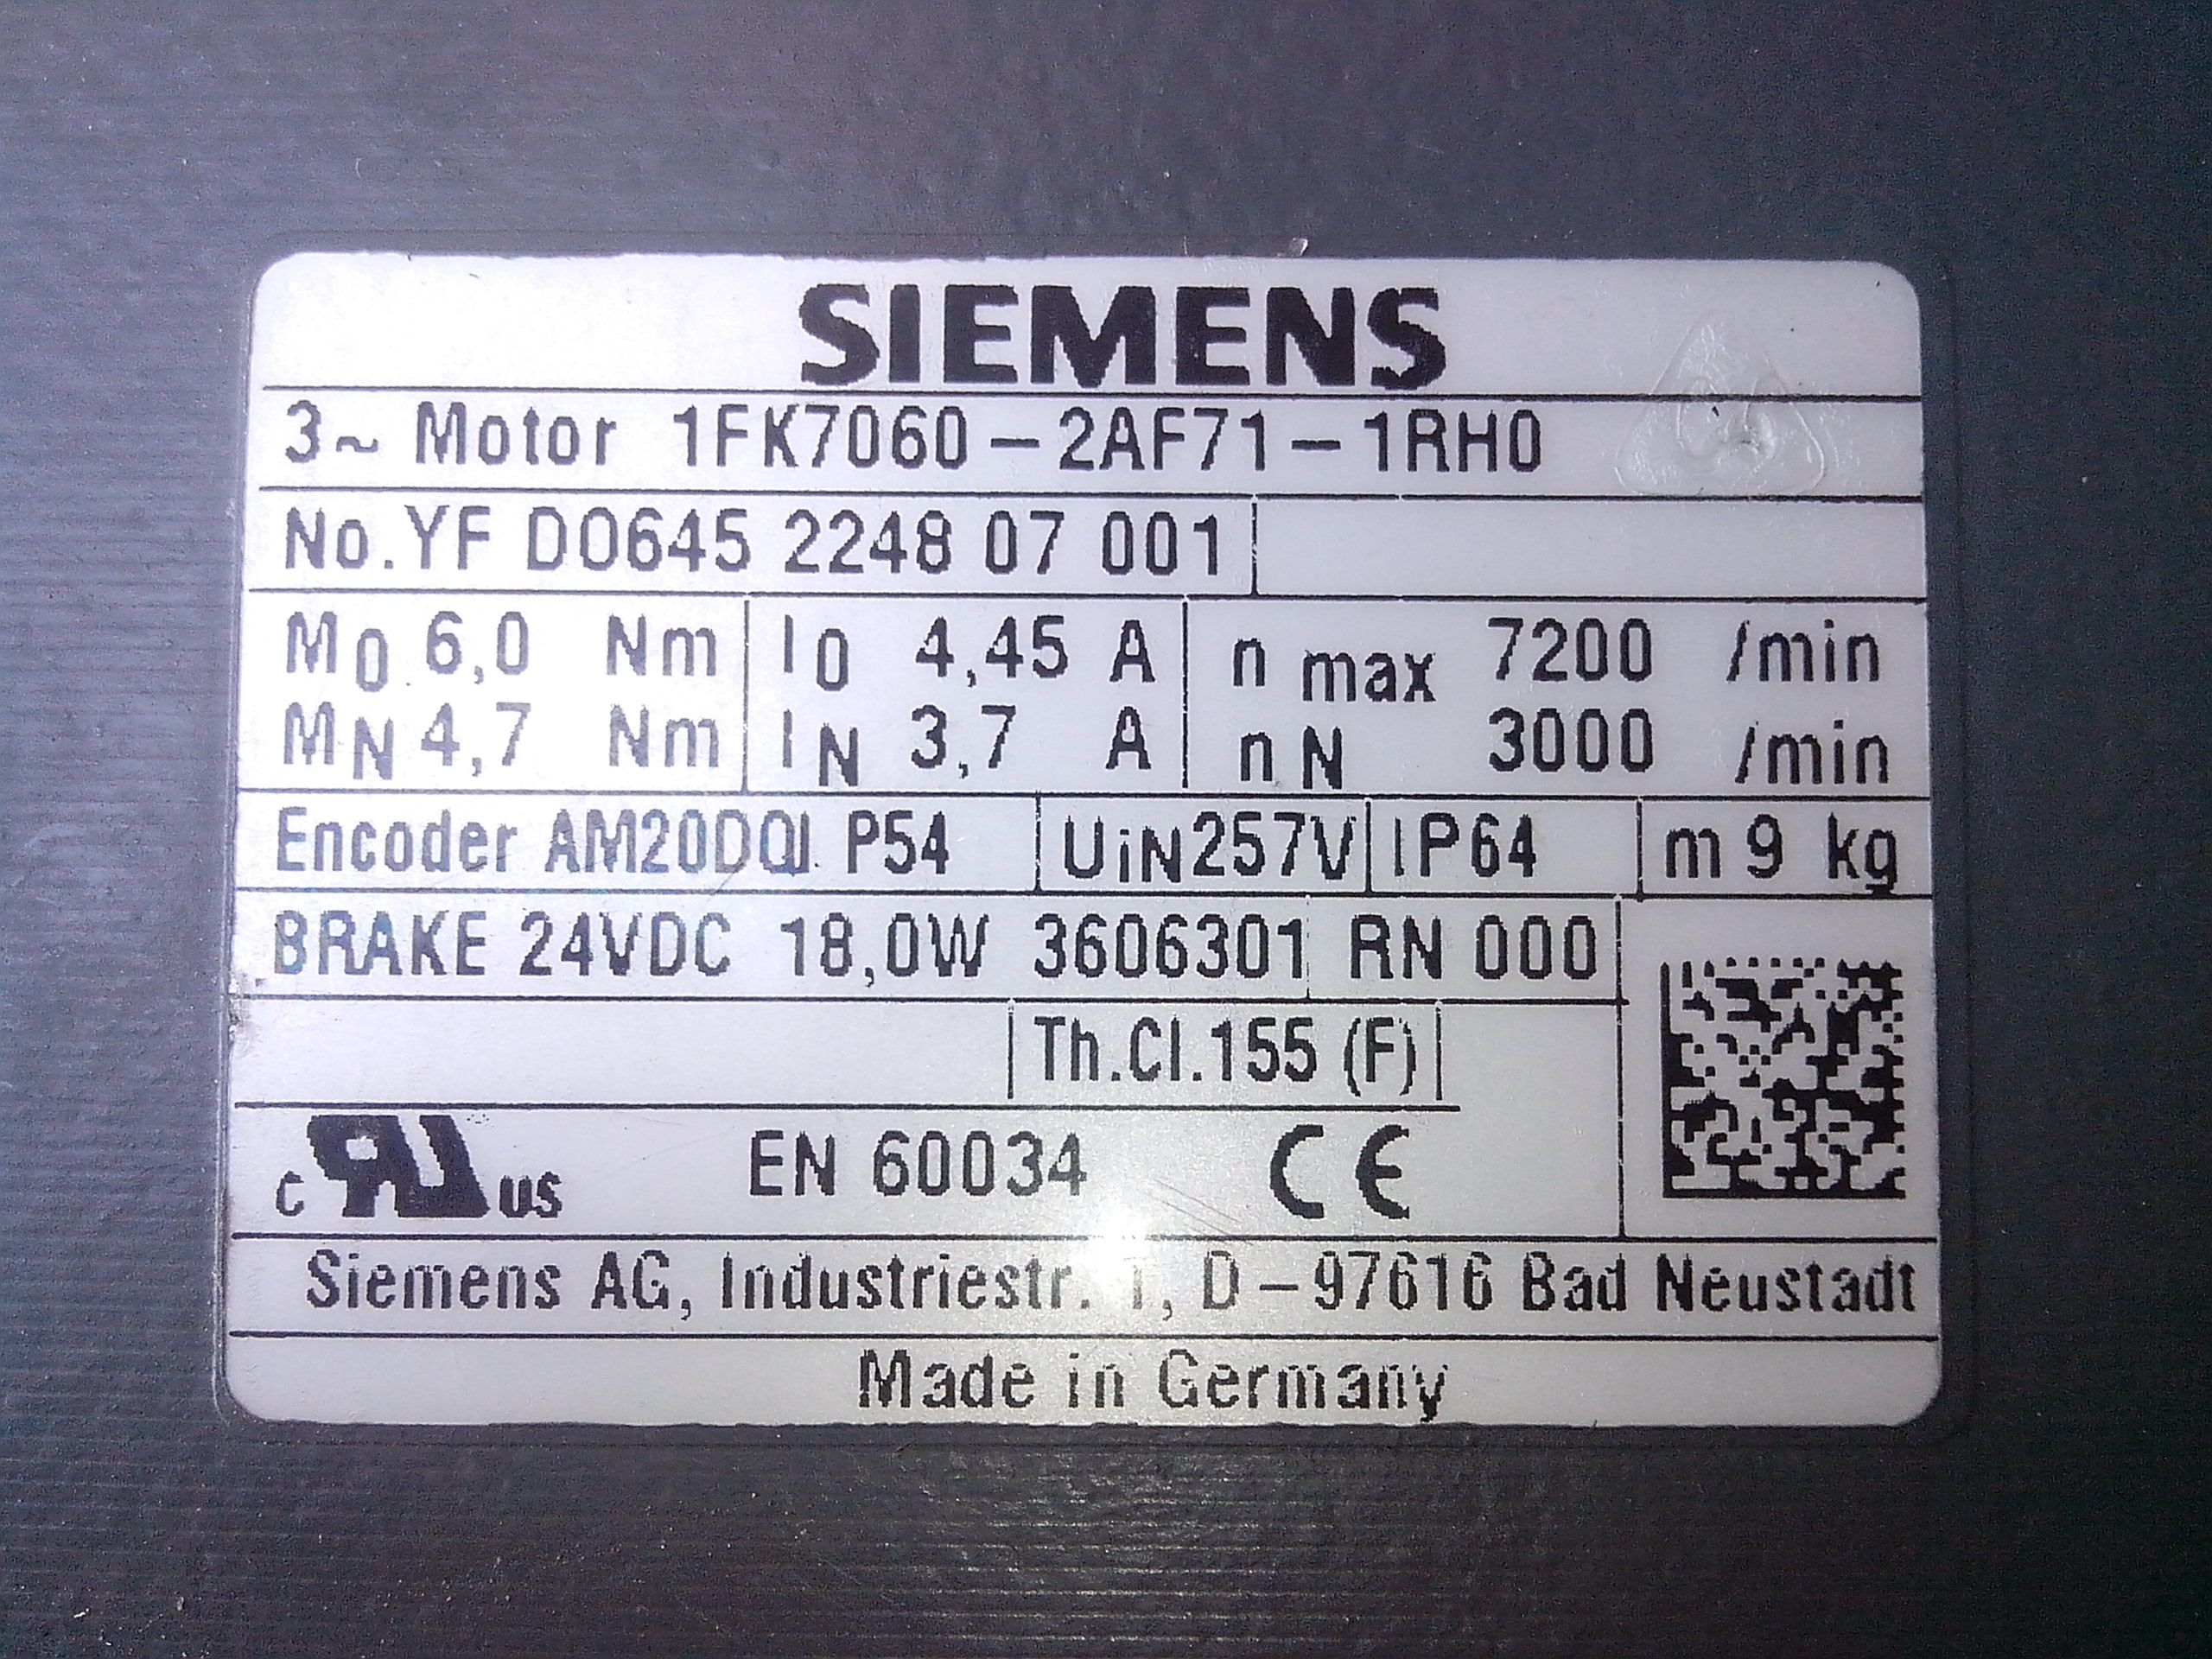 SIEMENS
3~ Motor 1FK7060-2AF71-1RH0
No.YF D0645 2248 07 001
M0 6,0 Nm I0 4,45 A n max 7200 /min
MN 4,7 Nm IN 3,7 A n N 3000 /min
Encoder AM20DQI P54 UiN257V IP64 m 9 kg
BRAKE 24VDC 18,0W 3606301 RN 000
Th.Cl.155 (F)
c RU us EN 60034 CE
Siemens AG, Industriestr. 1, D-97616 Bad Neustadt
Made in Germany